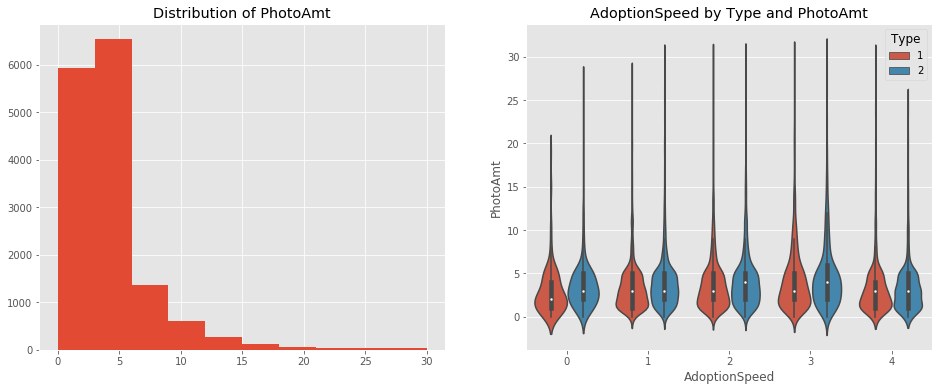 Distribution of PhotoAmt
6000
5000
4000
3000
2000
1000
0
0 5 10 15 20 25 30
AdoptionSpeed by Type and PhotoAmt
Type
1
2
PhotoAmt
30
25
20
15
10
5
0
0 1 2 3 4
AdoptionSpeed